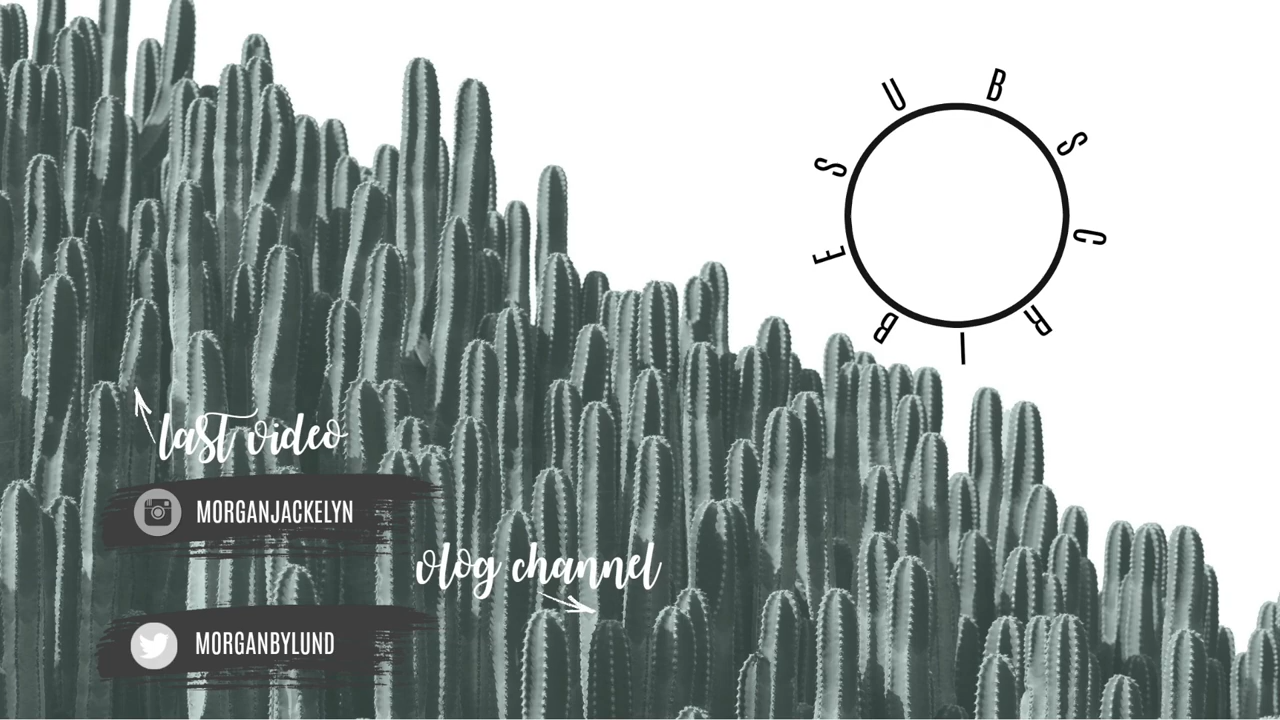 SUBSCRIBE
last video
MORGANJACKELYN
vlog channel
MORGANBYLUND